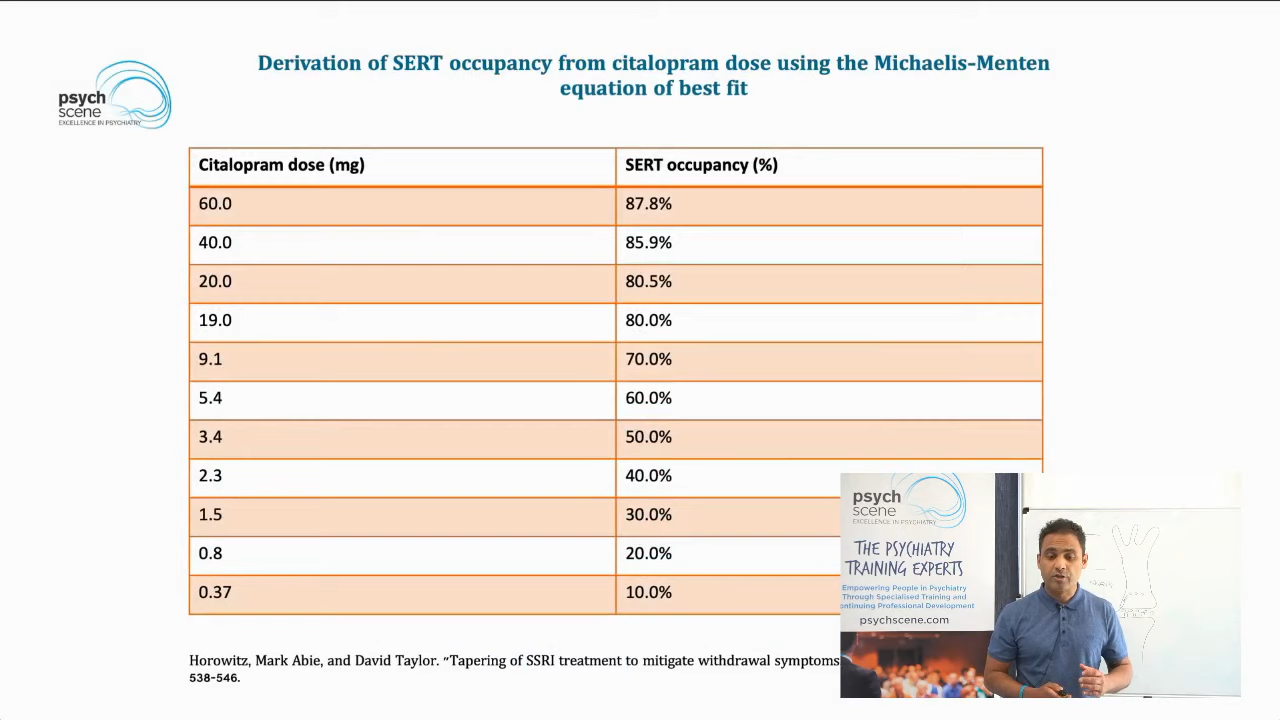 Derivation of SERT occupancy from citalopram dose using the Michaelis-Menten
equation of best fit
psych
scene
EXCELLENCE IN PSYCHIATRY
Citalopram dose (mg) SERT occupancy (%)
60.0 87.8%
40.0 85.9%
20.0 80.5%
19.0 80.0%
9.1 70.0%
5.4 60.0%
3.4 50.0%
2.3 40.0%
1.5 30.0%
0.8 20.0%
0.37 10.0%
Horowitz, Mark Abie, and David Taylor. "Tapering of SSRI treatment to mitigate withdrawal symptoms
538-546.
psych
scene
EXCELLENCE IN PSYCHIATRY
THE PSYCHIATRY
TRAINING EXPERTS
Empowering People in Psychiatry
Through Specialised Training and
ontinuing Professional Development
psychscene.com